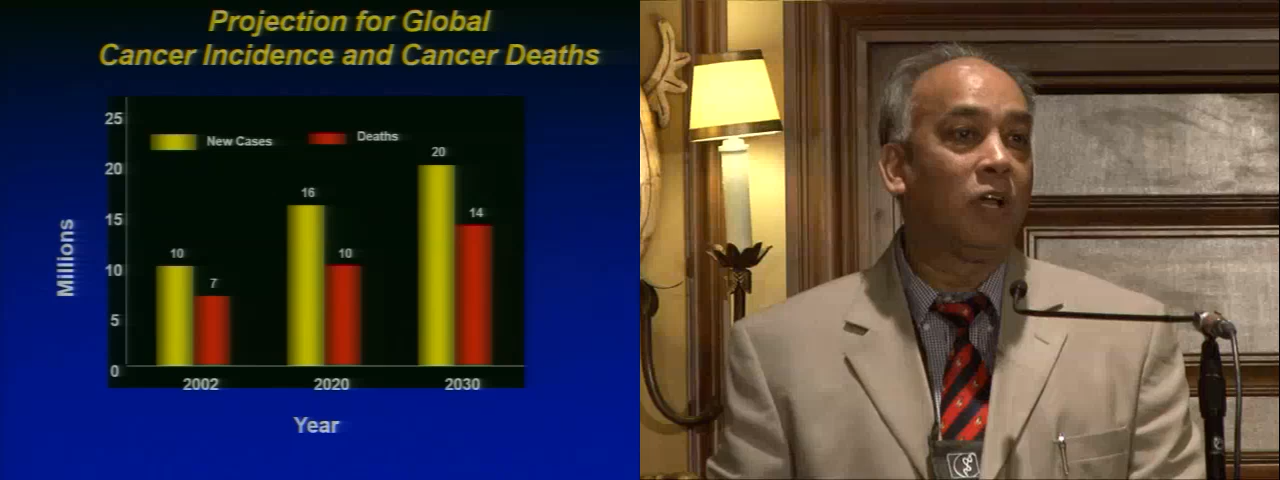 Projection for Global
Cancer Incidence and Cancer Deaths
25
New Cases
Deaths
20
20
16
15
14
10
10
10
7
5
0
2002
2020
2030
Millions
Year